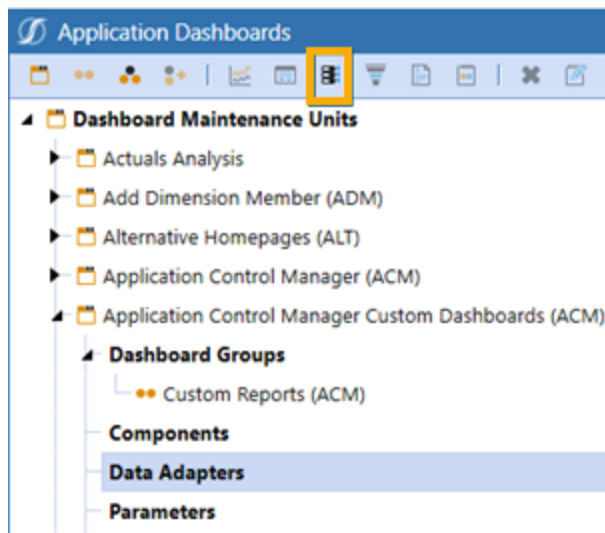 Application Dashboards
Dashboard Maintenance Units
Actuals Analysis
Add Dimension Member (ADM)
Alternative Homepages (ALT)
Application Control Manager (ACM)
Application Control Manager Custom Dashboards (ACM)
Dashboard Groups
Custom Reports (ACM)
Components
Data Adapters
Parameters